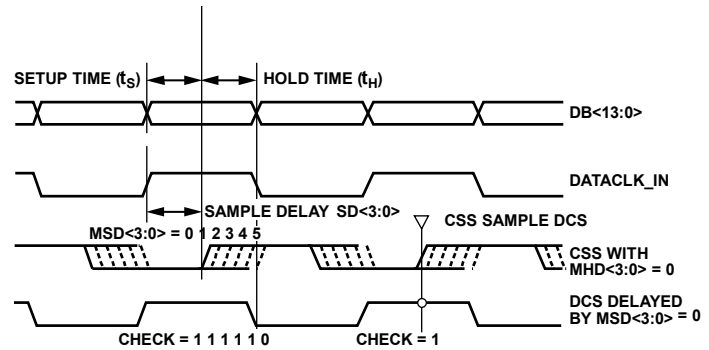 SETUP TIME (tS)
HOLD TIME (tH)
DB<13:0>
DATACLK_IN
SAMPLE DELAY SD<3:0>
MSD<3:0> = 0 1 2 3 4 5
CSS SAMPLE DCS
CSS WITH
MHD<3:0> = 0
DCS DELAYED
BY MSD<3:0> = 0
CHECK = 1 1 1 1 1 0
CHECK = 1